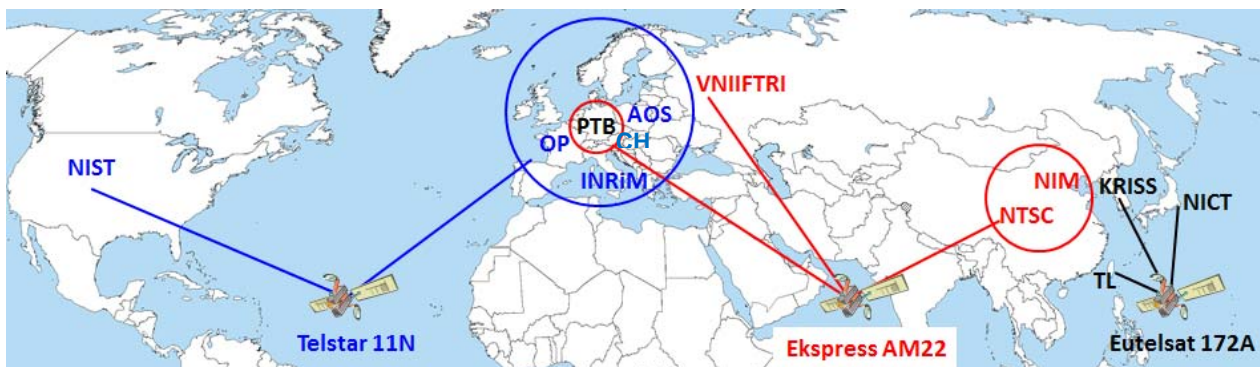 VNIIFTRI
PTB
AOS
OP
CH
INRiM
NIST
NIM
KRISS
NTSC
NICT
TL
Telstar 11N
Ekspress AM22
Eutelsat 172A